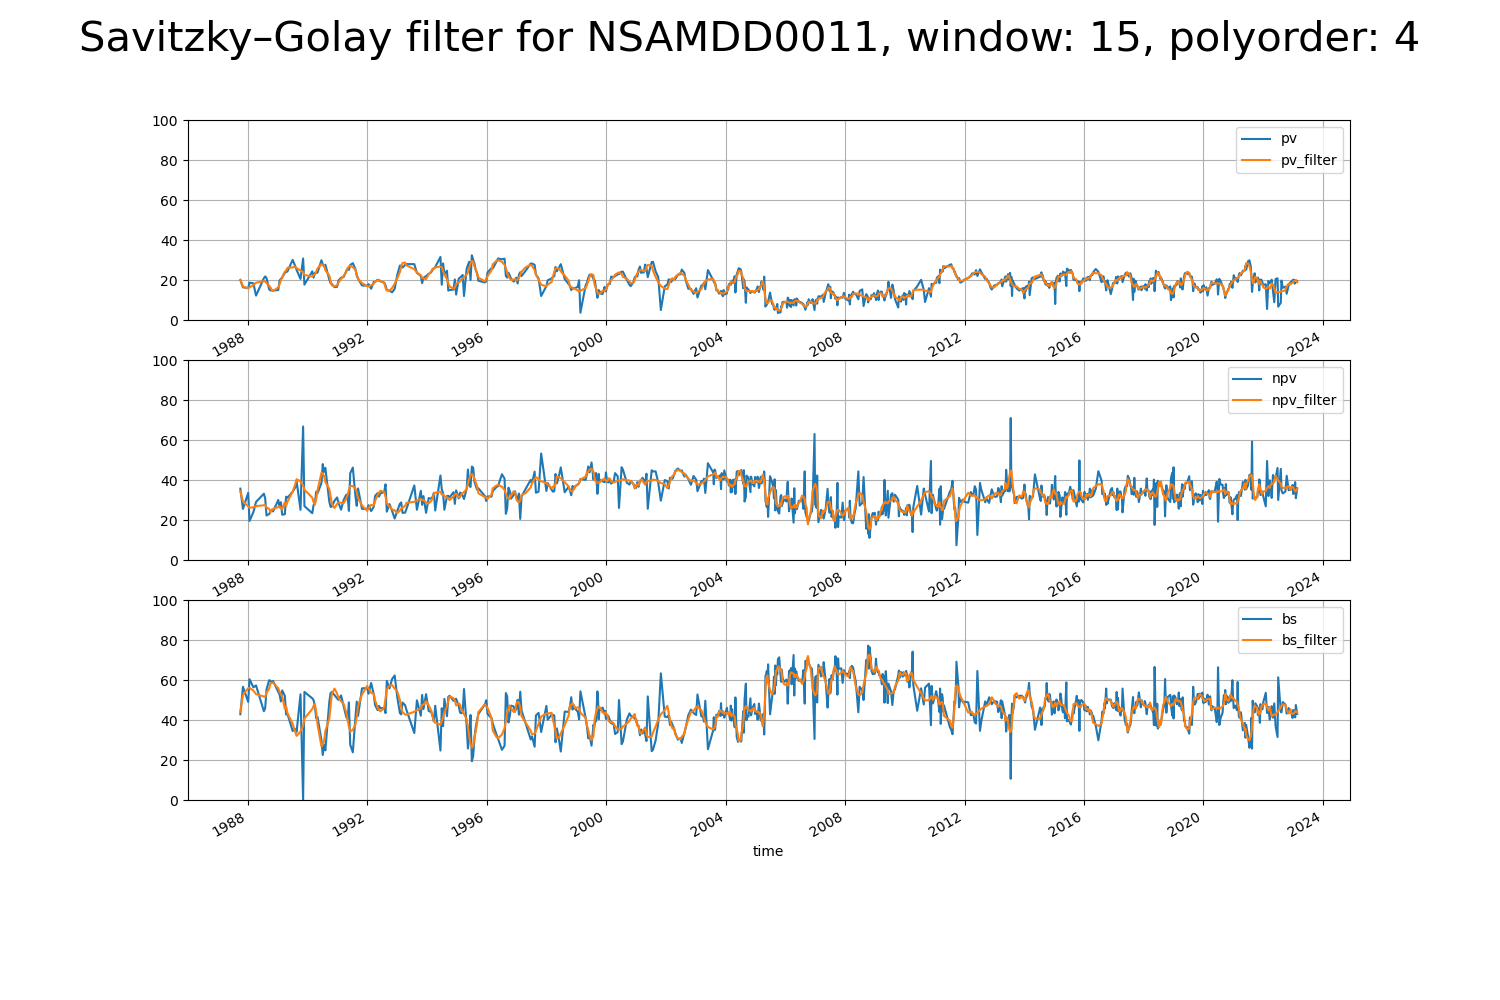 Savitzky–Golay filter for NSAMDD0011, window: 15, polyorder: 4
100
80
60
40
20
0
pv
pv_filter
1988 1992 1996 2000 2004 2008 2012 2016 2020 2024
100
80
60
40
20
0
npv
npv_filter
1988 1992 1996 2000 2004 2008 2012 2016 2020 2024
100
80
60
40
20
0
bs
bs_filter
1988 1992 1996 2000 2004 2008 2012 2016 2020 2024
time